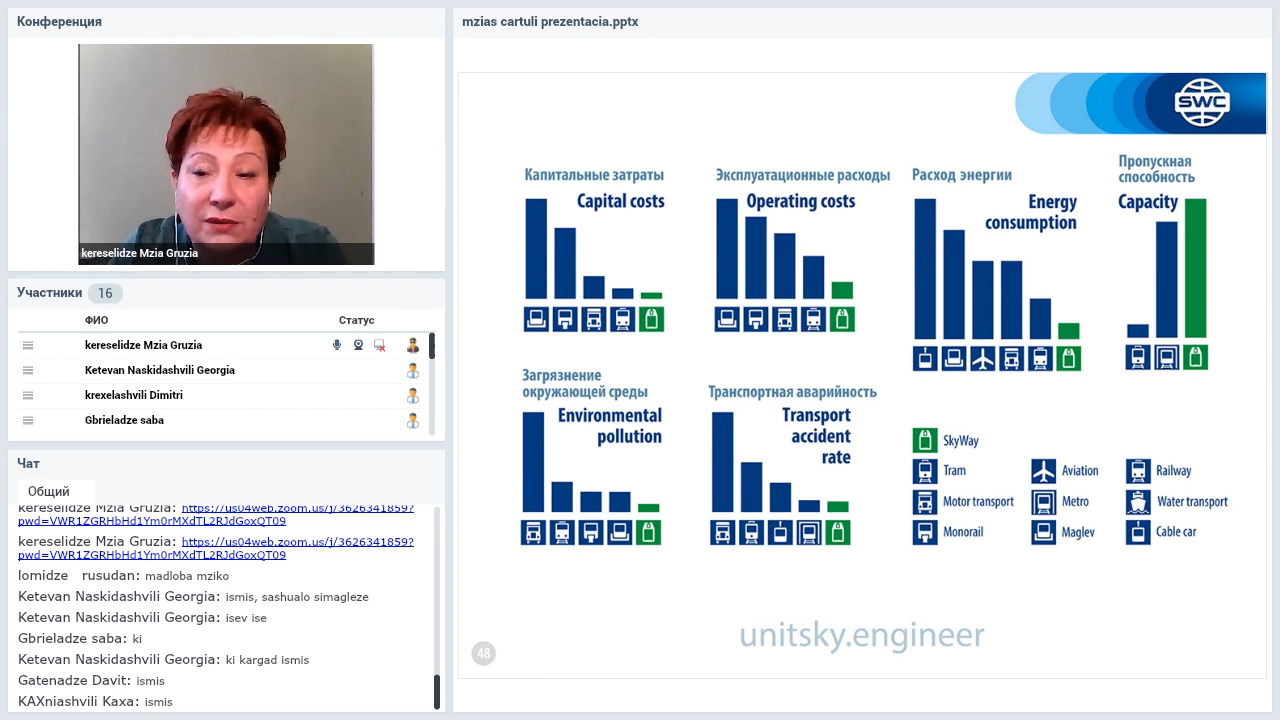 Конференция
kereselidze Mzia Gruzia
Участники 16
ФИО Статус
kereselidze Mzia Gruzia
Ketevan Naskidashvili Georgia
krexelashvili Dimitri
Gbrieladze saba
Чат
Общий
kereselidze Mzia Gruzia: https://us04web.zoom.us/j/3626341859?
pwd=VWR1ZGRHbHd1Ym0rMXdTL2RJdGoxQT09
kereselidze Mzia Gruzia: https://us04web.zoom.us/j/3626341859?
pwd=VWR1ZGRHbHd1Ym0rMXdTL2RJdGoxQT09
lomidze rusudan: madloba mziko
Ketevan Naskidashvili Georgia: ismis, sashualo simagleze
Ketevan Naskidashvili Georgia: isev ise
Gbrieladze saba: ki
Ketevan Naskidashvili Georgia: ki kargad ismis
Gatenadze Davit: ismis
KAXniashvili Kaxa: ismis
mzias cartuli prezentacia.pptx
SWC
Капитальные затраты
Capital costs
Эксплуатационные расходы
Operating costs
Расход энергии
Energy
consumption
Пропускная
способность
Capacity
Загрязнение
окружающей среды
Environmental
pollution
Транспортная аварийность
Transport
accident
rate
SkyWay
Tram
Motor transport
Monorail
Aviation
Metro
Maglev
Railway
Water transport
Cable car
unitsky.engineer
48